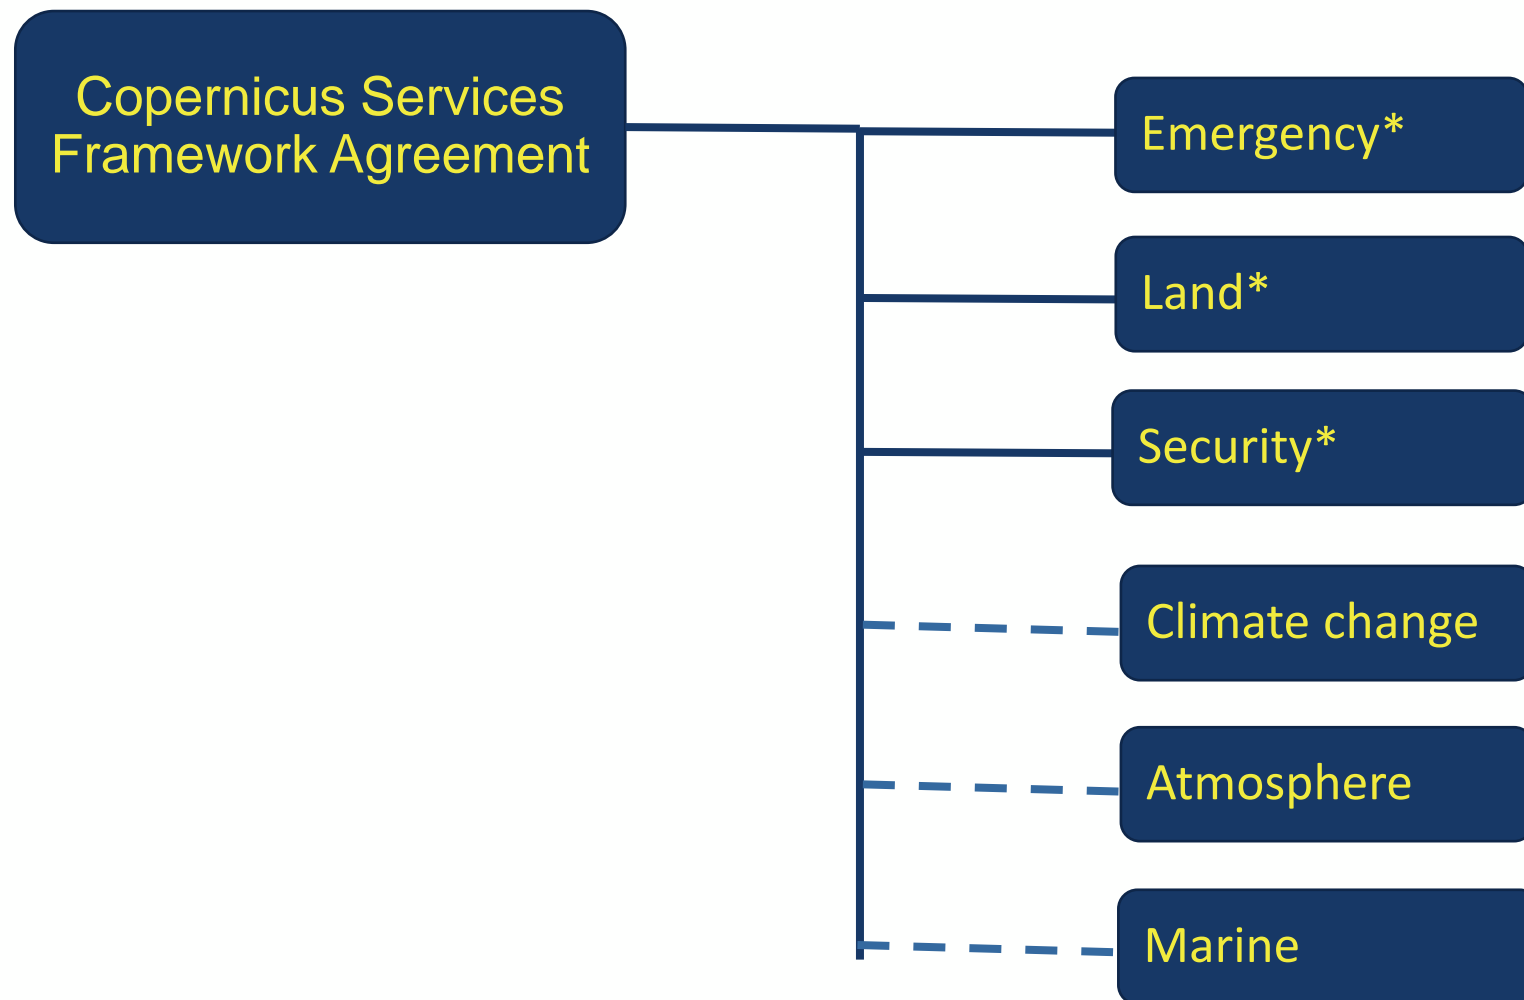 Copernicus Services
Framework Agreement
Emergency*
Land*
Security*
Climate change
Atmosphere
Marine